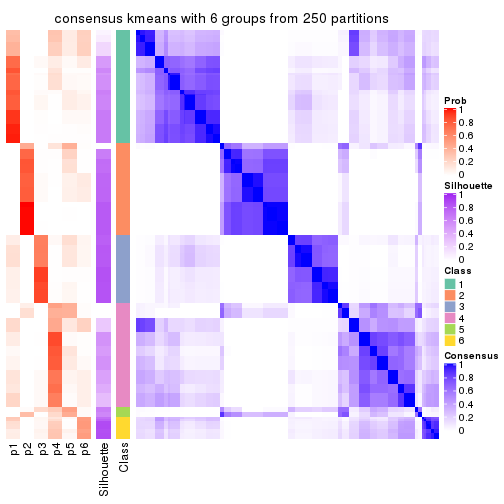 consensus kmeans with 6 groups from 250 partitions
Prob
1
0.8
0.6
0.4
0.2
0
Silhouette
1
0.8
0.6
0.4
0.2
0
Class
1
2
3
4
5
6
Consensus
1
0.8
0.6
0.4
0.2
0
p1
p2
p3
p4
p5
p6
Silhouette
Class